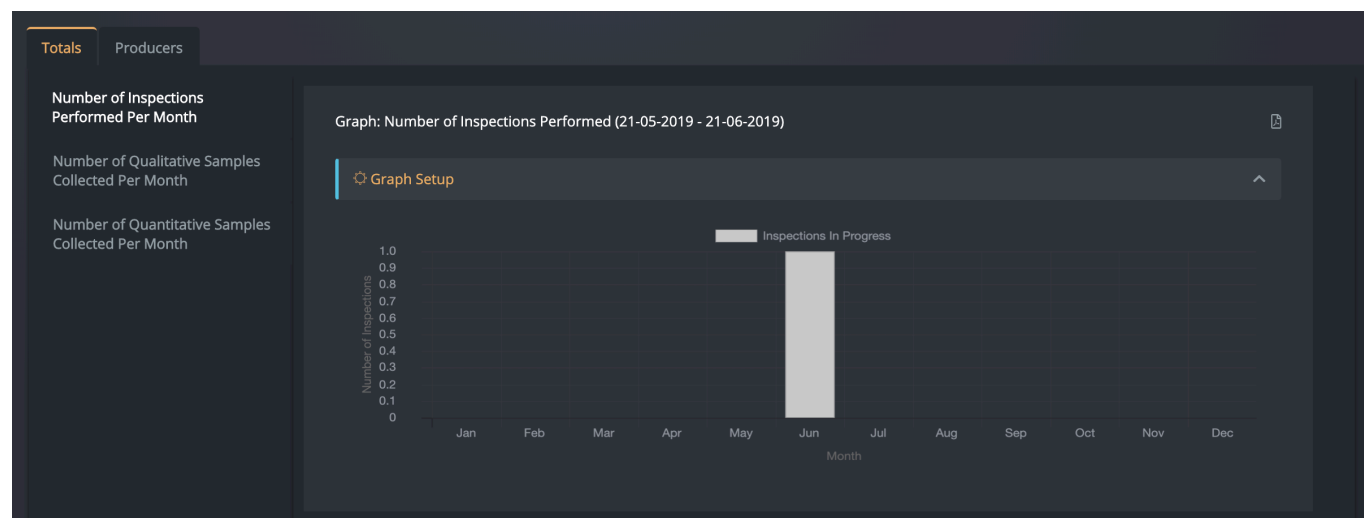 Totals
Producers
Number of Inspections
Performed Per Month
Number of Qualitative Samples
Collected Per Month
Number of Quantitative Samples
Collected Per Month
Graph: Number of Inspections Performed (21-05-2019 - 21-06-2019)
Graph Setup
Inspections In Progress
Number of Inspections
1.0
0.9
0.8
0.7
0.6
0.5
0.4
0.3
0.2
0.1
0
Jan Feb Mar Apr May Jun Jul Aug Sep Oct Nov Dec
Month